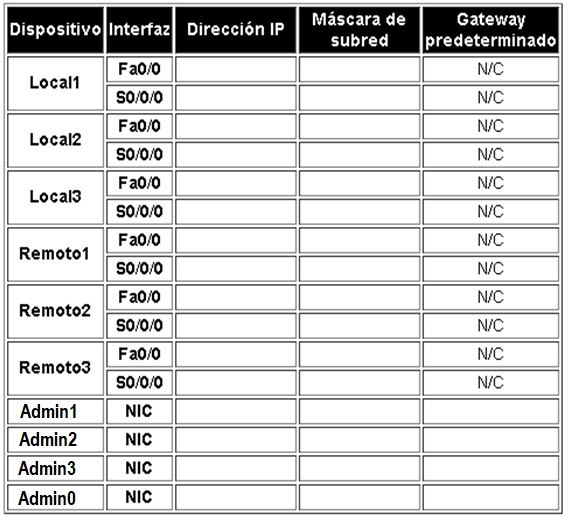 Dispositivo Interfaz Dirección IP Máscara de subred Gateway predeterminado
Local1 Fa0/0 N/C
S0/0/0 N/C
Local2 Fa0/0 N/C
S0/0/0 N/C
Local3 Fa0/0 N/C
S0/0/0 N/C
Remoto1 Fa0/0 N/C
S0/0/0 N/C
Remoto2 Fa0/0 N/C
S0/0/0 N/C
Remoto3 Fa0/0 N/C
S0/0/0 N/C
Admin1 NIC
Admin2 NIC
Admin3 NIC
Admin0 NIC